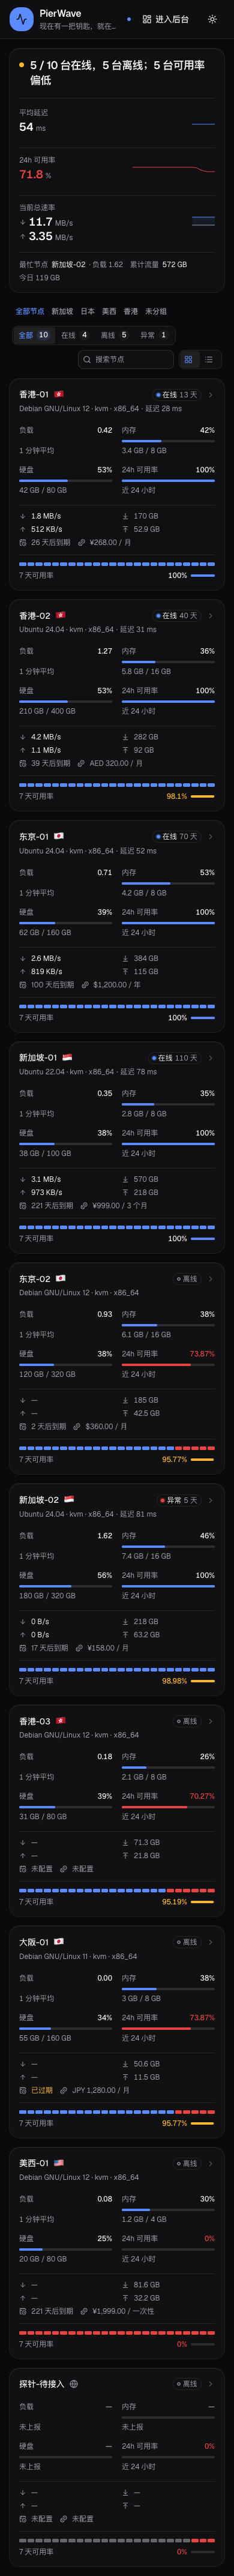 PierWave
现在有一把钥匙，就在…
进入后台
5 / 10 台在线，5 台离线；5 台可用率
偏低
平均延迟
54 ms
24h 可用率
71.8 %
当前总速率
11.7 MB/s
3.35 MB/s
最忙节点 新加坡-02 · 负载 1.62 累计流量 572 GB
今日 119 GB
全部节点 新加坡 日本 美西 香港 未分组
全部 10 在线 4 离线 5 异常 1
搜索节点
香港-01 在线 13 天
Debian GNU/Linux 12 · kvm · x86_64 · 延迟 28 ms
负载 0.42 内存 42%
1 分钟平均 3.4 GB / 8 GB
硬盘 53% 24h 可用率 100%
42 GB / 80 GB 近 24 小时
1.8 MB/s 170 GB
512 KB/s 52.9 GB
26 天后到期 ¥268.00 / 月
7 天可用率 100%
香港-02 在线 40 天
Ubuntu 24.04 · kvm · x86_64 · 延迟 31 ms
负载 1.27 内存 36%
1 分钟平均 5.8 GB / 16 GB
硬盘 53% 24h 可用率 100%
210 GB / 400 GB 近 24 小时
4.2 MB/s 282 GB
1.1 MB/s 92 GB
39 天后到期 AED 320.00 / 月
7 天可用率 98.1%
东京-01 在线 70 天
Ubuntu 24.04 · kvm · x86_64 · 延迟 52 ms
负载 0.71 内存 53%
1 分钟平均 4.2 GB / 8 GB
硬盘 39% 24h 可用率 100%
62 GB / 160 GB 近 24 小时
2.6 MB/s 384 GB
819 KB/s 115 GB
100 天后到期 $1,200.00 / 年
7 天可用率 100%
新加坡-01 在线 110 天
Ubuntu 22.04 · kvm · x86_64 · 延迟 78 ms
负载 0.35 内存 35%
1 分钟平均 2.8 GB / 8 GB
硬盘 38% 24h 可用率 100%
38 GB / 100 GB 近 24 小时
3.1 MB/s 570 GB
973 KB/s 218 GB
221 天后到期 ¥999.00 / 3 个月
7 天可用率 100%
东京-02 离线
Debian GNU/Linux 12 · kvm · x86_64
负载 0.93 内存 38%
1 分钟平均 6.1 GB / 16 GB
硬盘 38% 24h 可用率 73.87%
120 GB / 320 GB 近 24 小时
— 185 GB
— 42.5 GB
2 天后到期 $360.00 / 月
7 天可用率 95.77%
新加坡-02 异常 5 天
Ubuntu 24.04 · kvm · x86_64 · 延迟 81 ms
负载 1.62 内存 46%
1 分钟平均 7.4 GB / 16 GB
硬盘 56% 24h 可用率 100%
180 GB / 320 GB 近 24 小时
0 B/s 218 GB
0 B/s 63.2 GB
17 天后到期 ¥158.00 / 月
7 天可用率 98.98%
香港-03 离线
Debian GNU/Linux 12 · kvm · x86_64
负载 0.18 内存 26%
1 分钟平均 2.1 GB / 8 GB
硬盘 39% 24h 可用率 70.27%
31 GB / 80 GB 近 24 小时
— 71.3 GB
— 21.8 GB
未配置 未配置
7 天可用率 95.19%
大阪-01 离线
Debian GNU/Linux 11 · kvm · x86_64
负载 0.00 内存 38%
1 分钟平均 3 GB / 8 GB
硬盘 34% 24h 可用率 73.87%
55 GB / 160 GB 近 24 小时
— 50.6 GB
— 11.5 GB
已过期 JPY 1,280.00 / 月
7 天可用率 95.77%
美西-01 离线
Debian GNU/Linux 12 · kvm · x86_64
负载 0.08 内存 30%
1 分钟平均 1.2 GB / 4 GB
硬盘 25% 24h 可用率 0%
20 GB / 80 GB 近 24 小时
— 81.6 GB
— 32.2 GB
221 天后到期 ¥1,999.00 / 一次性
7 天可用率 0%
探针-待接入 离线
负载 — 内存 —
未上报 未上报
硬盘 — 24h 可用率 0%
未上报 近 24 小时
— —
— —
未配置 未配置
7 天可用率 0%